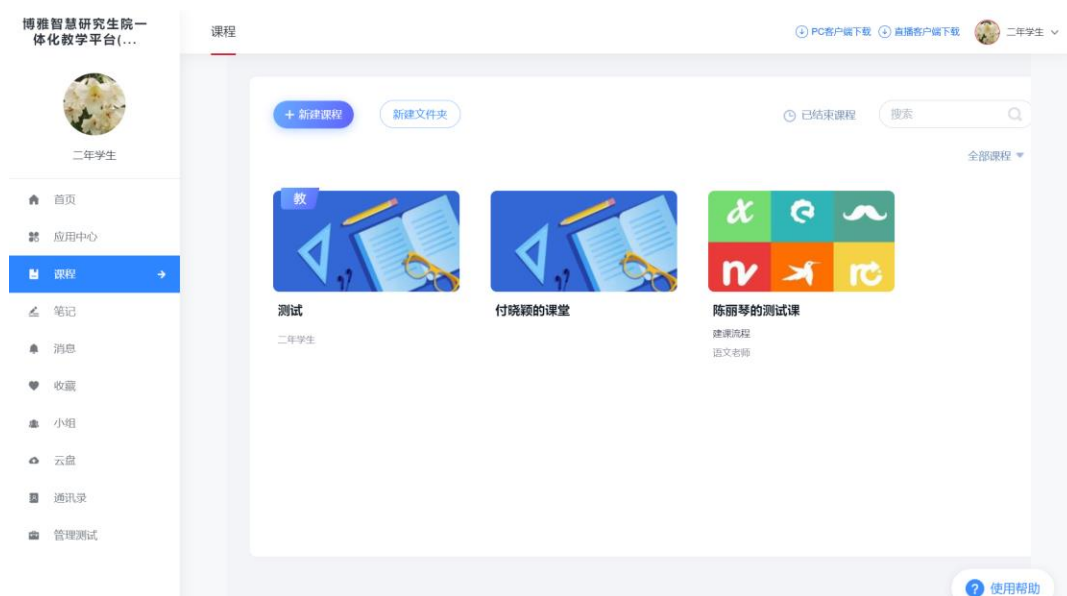 博雅智慧研究生院一
体化教学平台(...
课程
PC客户端下载
直播客户端下载
二年学生
二年学生
首页
应用中心
课程
笔记
消息
收藏
小组
云盘
通讯录
管理测试
+ 新建课程
新建文件夹
已结束课程
搜索
全部课程
教
测试
二年学生
付晓颖的课堂
陈丽琴的测试课
建课流程
语文老师
? 使用帮助